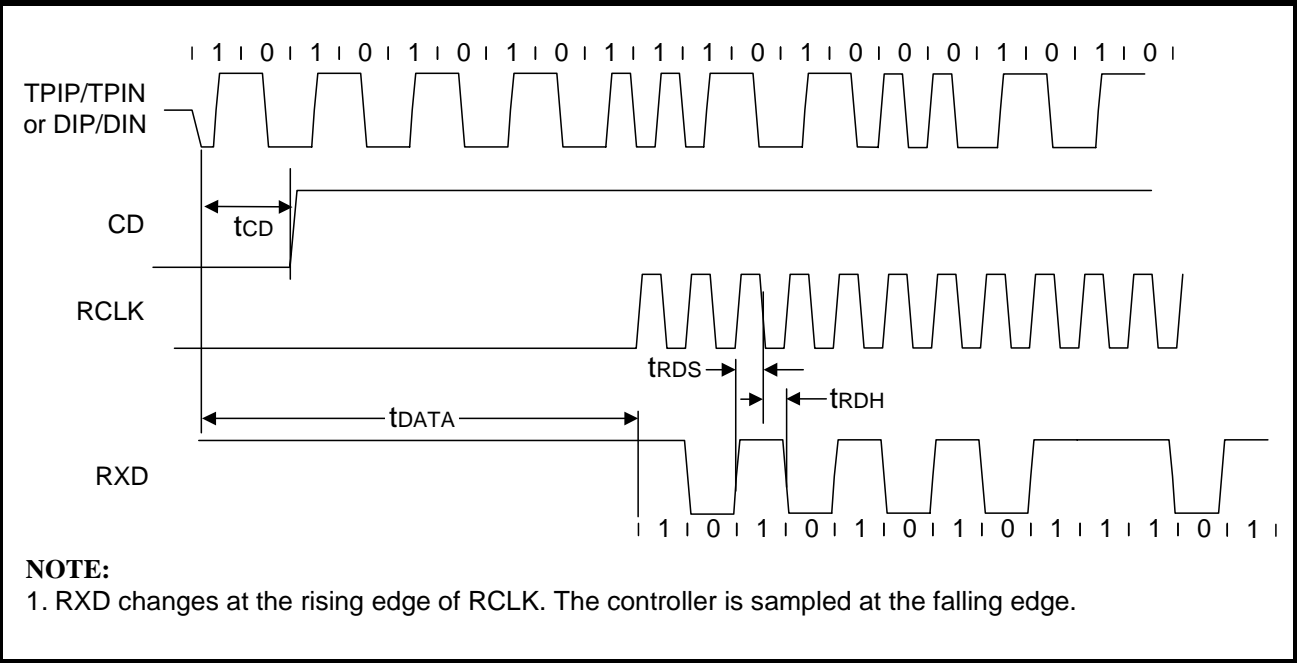 1 0 1 0 1 0 1 0 1 1 1 0 1 0 0 0 1 0 1 0
TPIP/TPIN
or DIP/DIN
CD
tCD
RCLK
tRDS
tRDH
tDATA
RXD
1 0 1 0 1 0 1 0 1 1 1 0 1
NOTE:
1. RXD changes at the rising edge of RCLK. The controller is sampled at the falling edge.